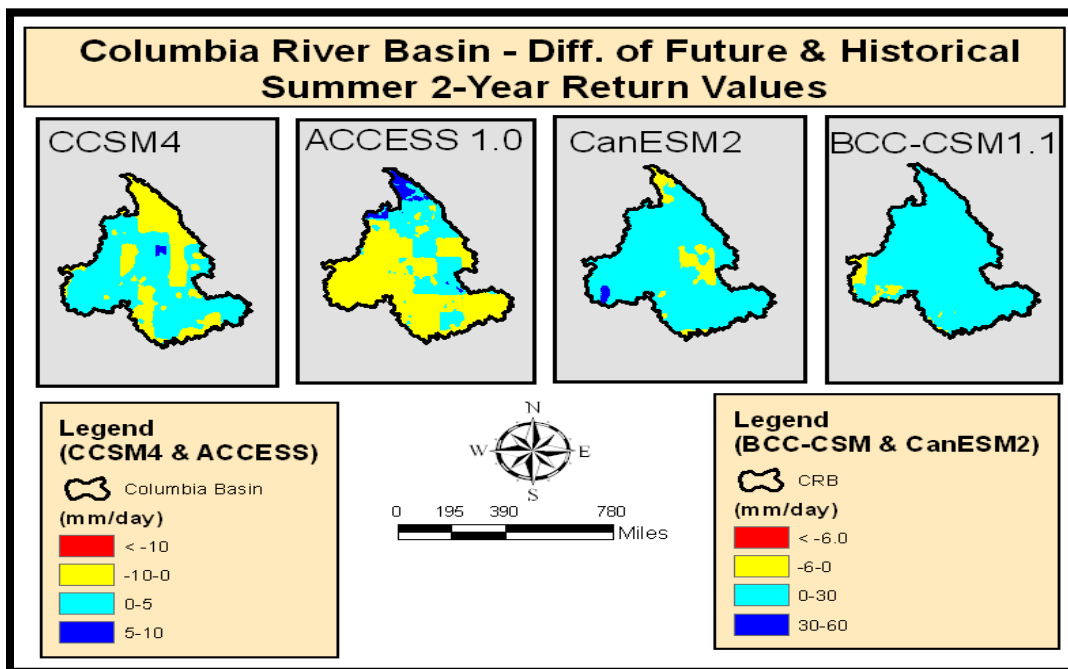 Columbia River Basin - Diff. of Future & Historical
Summer 2-Year Return Values
CCSM4
ACCESS 1.0
CanESM2
BCC-CSM1.1
Legend
(CCSM4 & ACCESS)
Columbia Basin
(mm/day)
< -10
-10-0
0-5
5-10
N
W
E
S
0 195 390 780
Miles
Legend
(BCC-CSM & CanESM2)
CRB
(mm/day)
< -6.0
-6-0
0-30
30-60